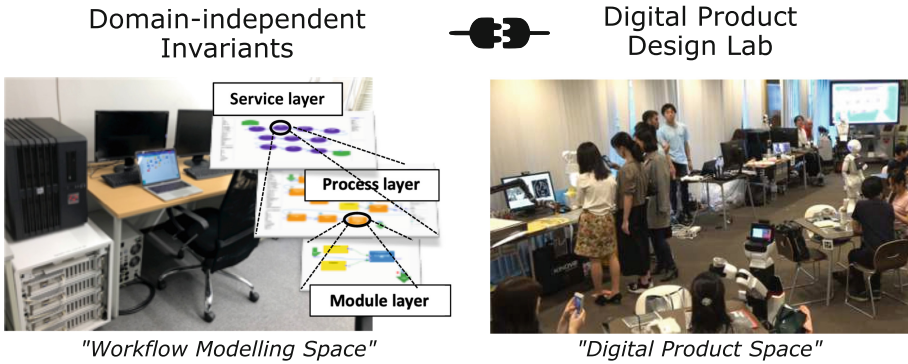 Domain-independent
Invariants
Digital Product
Design Lab
Service layer
Process layer
Module layer
KINOVA
"Workflow Modelling Space"
"Digital Product Space"